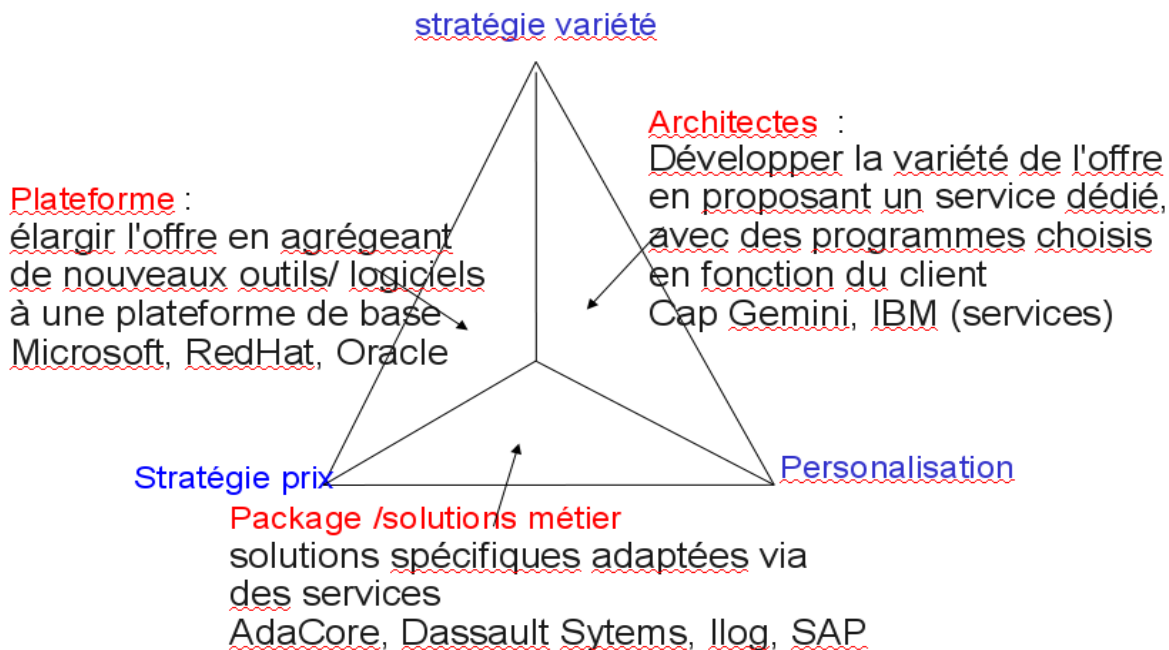 stratégie variété
Architectes :
Développer la variété de l'offre
en proposant un service dédié,
avec des programmes choisis
en fonction du client
Cap Gemini, IBM (services)
Plateforme :
élargir l'offre en agrégeant
de nouveaux outils/ logiciels
à une plateforme de base
Microsoft, RedHat, Oracle
Stratégie prix
Personalisation
Package /solutions métier
solutions spécifiques adaptées via
des services
AdaCore, Dassault Sytems, Ilog, SAP